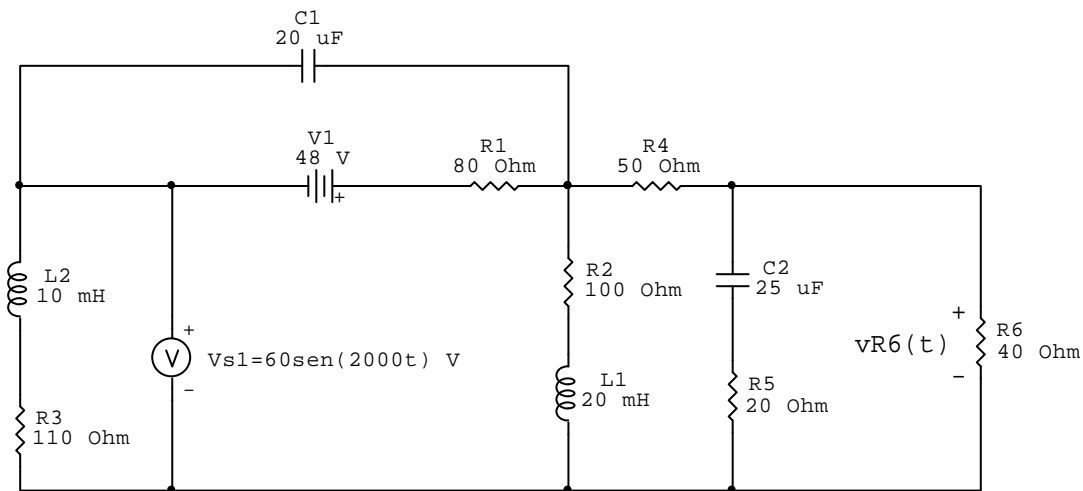 C1
20 uF
V1
48 V
+
R1
80 Ohm
R4
50 Ohm
L2
10 mH
R2
100 Ohm
C2
25 uF
+
V
Vs1=60sen(2000t) V
-
+
vR6(t)
-
R6
40 Ohm
L1
20 mH
R5
20 Ohm
R3
110 Ohm